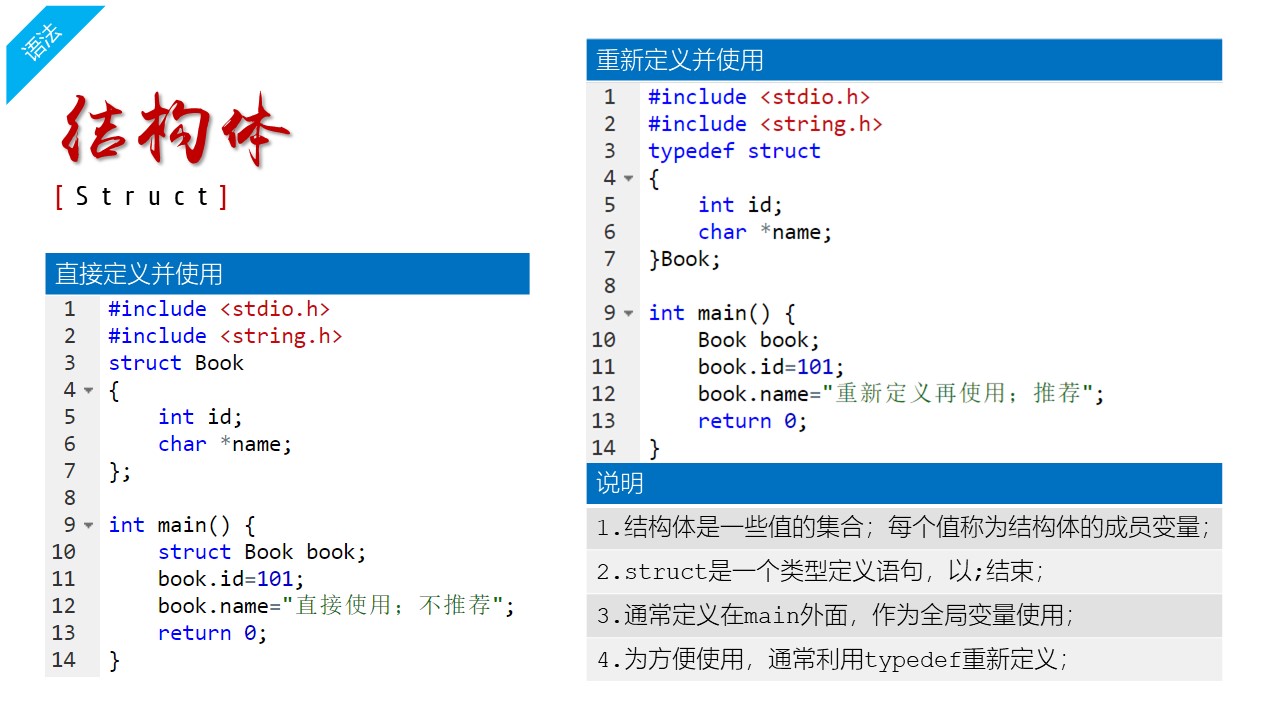 语法
结构体
[Struct]
直接定义并使用
1 #include <stdio.h>
2 #include <string.h>
3 struct Book
4 {
5     int id;
6     char *name;
7 };
8
9 int main() {
10     struct Book book;
11     book.id=101;
12     book.name="直接使用；不推荐";
13     return 0;
14 }
重新定义并使用
1 #include <stdio.h>
2 #include <string.h>
3 typedef struct
4 {
5     int id;
6     char *name;
7 }Book;
8
9 int main() {
10     Book book;
11     book.id=101;
12     book.name="重新定义再使用；推荐";
13     return 0;
14 }
说明
1.结构体是一些值的集合；每个值称为结构体的成员变量；
2.struct是一个类型定义语句，以;结束；
3.通常定义在main外面，作为全局变量使用；
4.为方便使用，通常利用typedef重新定义；